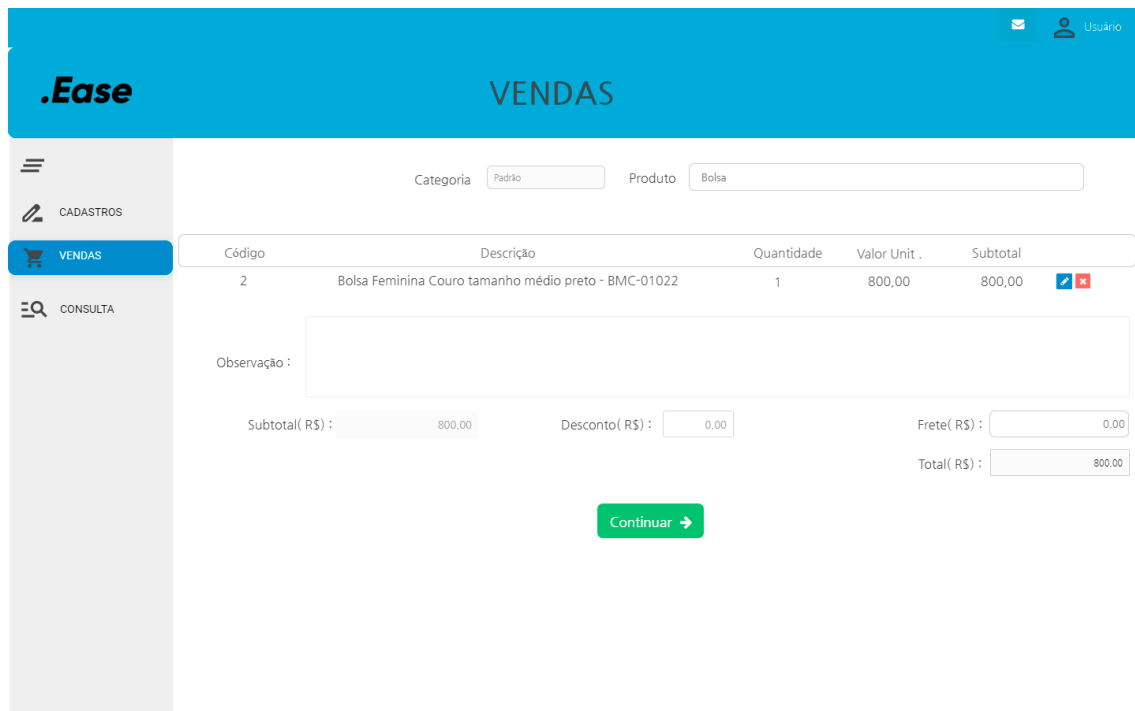 Usuário
.Ease
VENDAS
Categoria Padrão Produto Bolsa
CADASTROS
VENDAS
CONSULTA
Código Descrição Quantidade Valor Unit . Subtotal
2 Bolsa Feminina Couro tamanho médio preto - BMC-01022 1 800,00 800,00
Observação :
Subtotal( R$) : 800,00 Desconto( R$) : 0,00 Frete( R$) : 0,00
Total( R$) : 800,00
Continuar